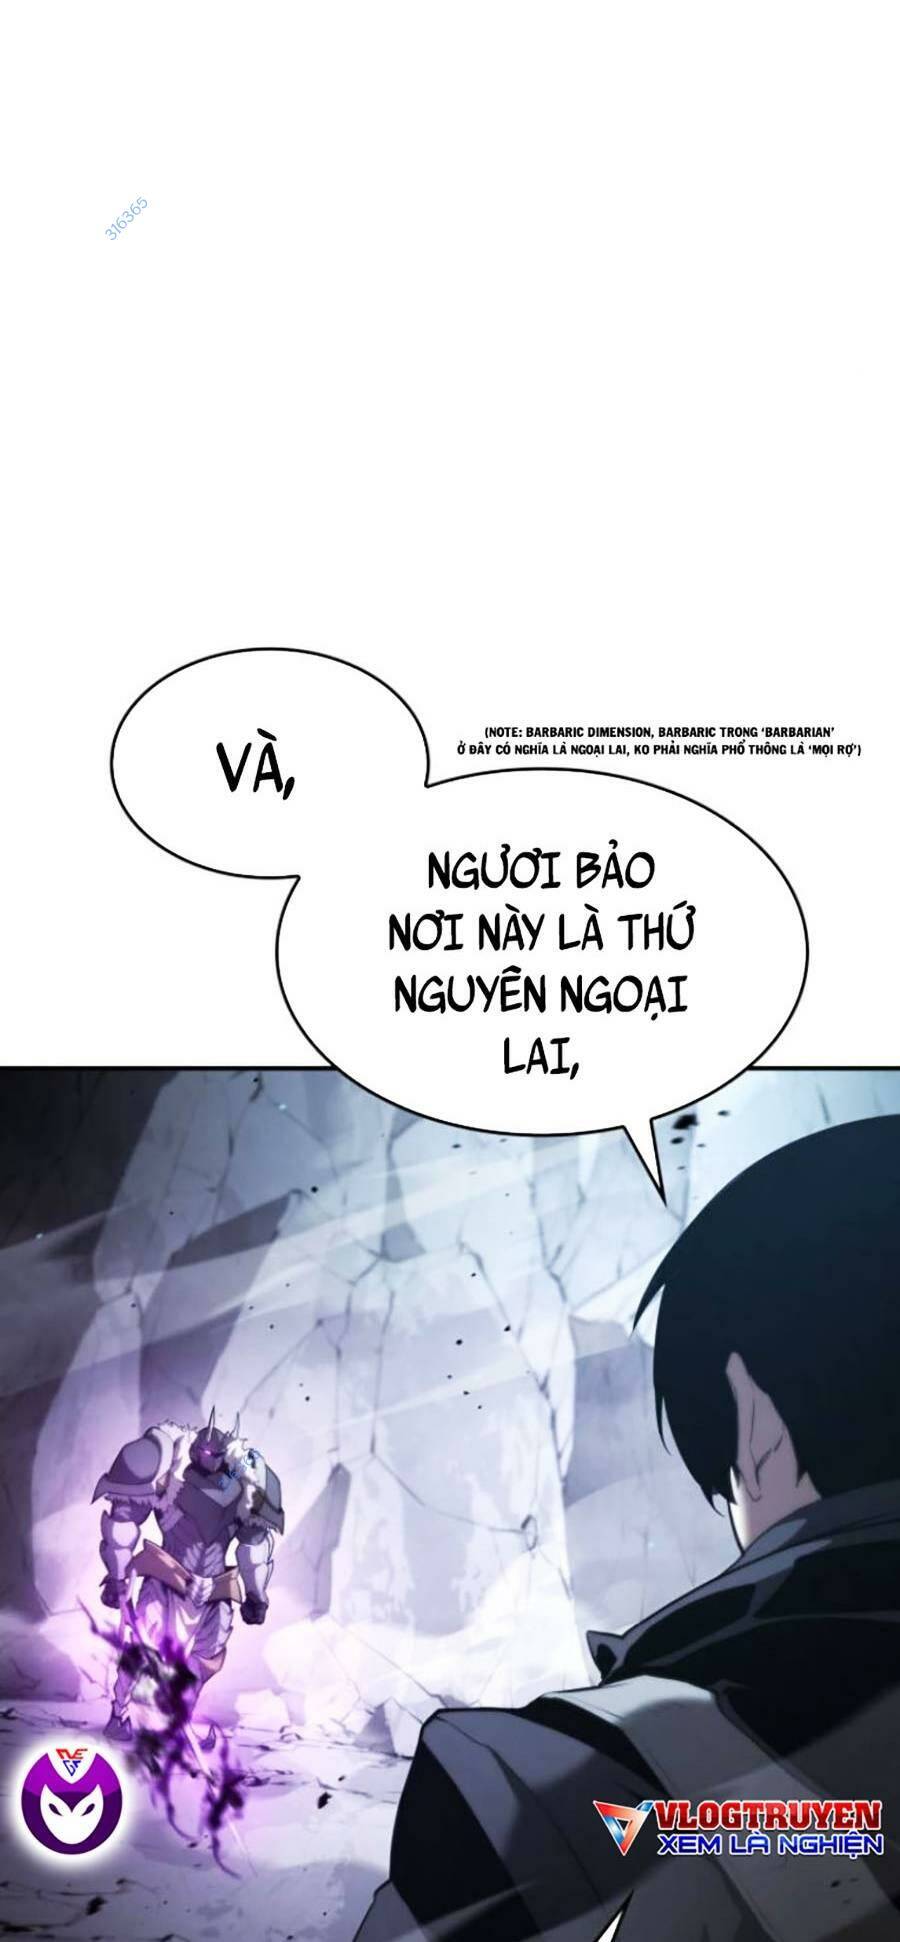 316365
(NOTE: BARBARIC DIMENSION, BARBARIC TRONG 'BARBARIAN'
Ở ĐÂY CÓ NGHĨA LÀ NGOẠI LAI, KO PHẢI NGHĨA PHỔ THÔNG LÀ 'MỌI RỢ')
VÀ,
NGƯƠI BẢO
NƠI NÀY LÀ THỨ
NGUYÊN NGOẠI
LAI,
VLOGTRUYEN
XEM LÀ NGHIỆN